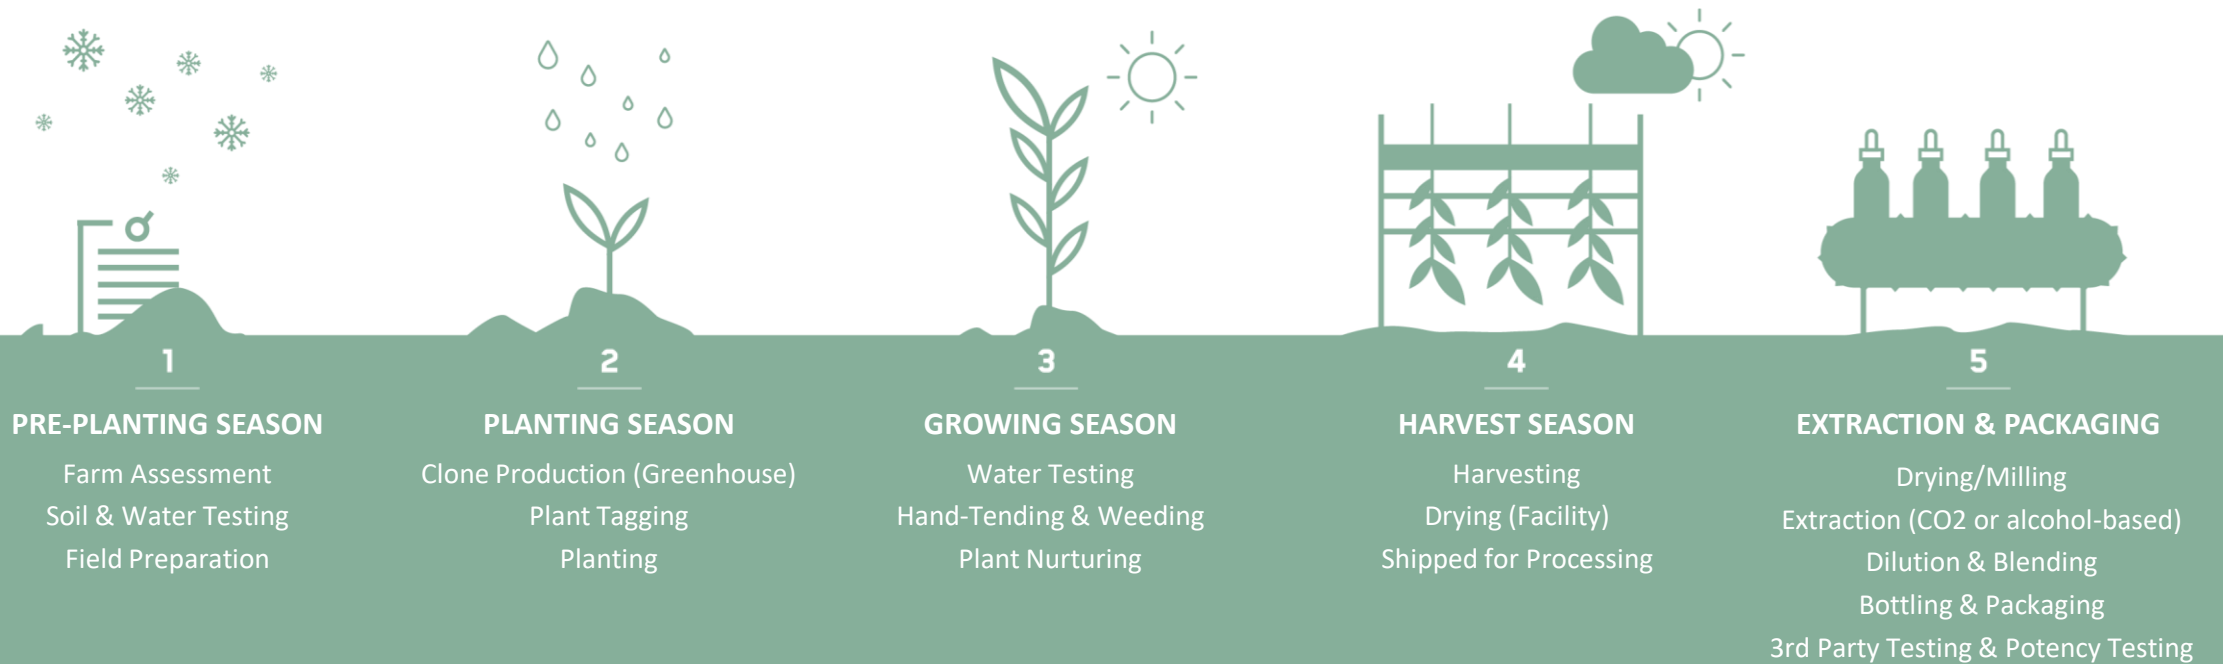 1
PRE-PLANTING SEASON
Farm Assessment
Soil & Water Testing
Field Preparation
2
PLANTING SEASON
Clone Production (Greenhouse)
Plant Tagging
Planting
3
GROWING SEASON
Water Testing
Hand-Tending & Weeding
Plant Nurturing
4
HARVEST SEASON
Harvesting
Drying (Facility)
Shipped for Processing
5
EXTRACTION & PACKAGING
Drying/Milling
Extraction (CO2 or alcohol-based)
Dilution & Blending
Bottling & Packaging
3rd Party Testing & Potency Testing